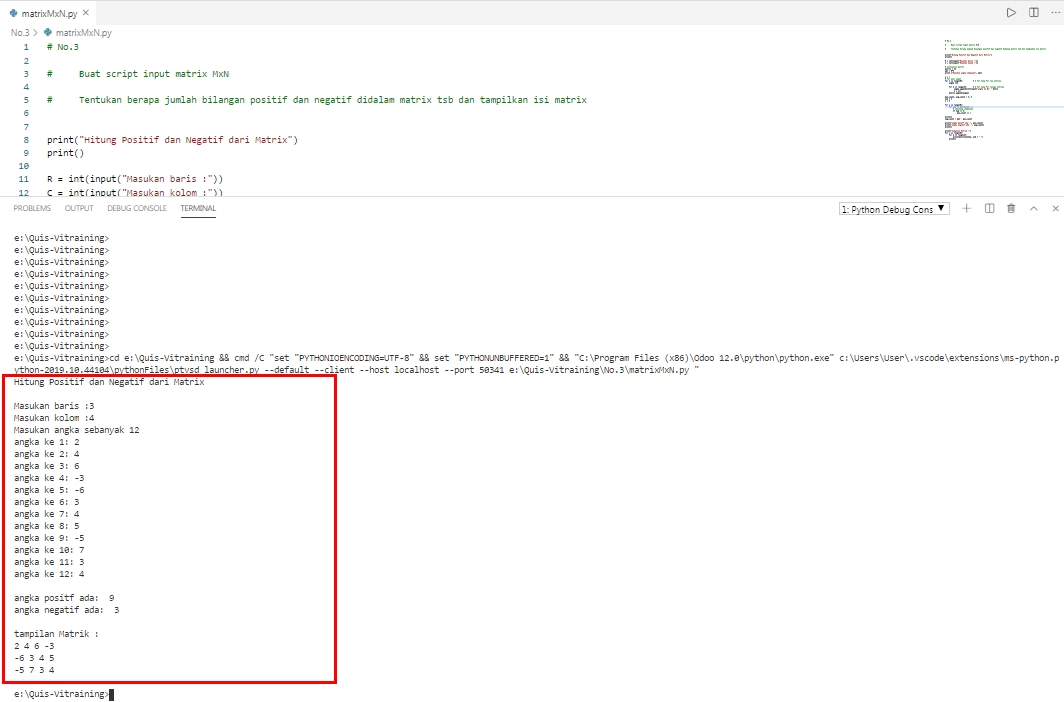 matrixMxN.py
No.3 > matrixMxN.py
1 # No.3
2
3 # Buat script input matrix MxN
4
5 # Tentukan berapa jumlah bilangan positif dan negatif didalam matrix tsb dan tampilkan isi matrix
6
7
8 print("Hitung Positif dan Negatif dari Matrix")
9 print()
10
11 R = int(input("Masukan baris :"))
12 C = int(input("Masukan kolom :"))
PROBLEMS OUTPUT DEBUG CONSOLE TERMINAL 1: Python Debug Cons
e:\Quis-Vitraining>
e:\Quis-Vitraining>
e:\Quis-Vitraining>
e:\Quis-Vitraining>
e:\Quis-Vitraining>
e:\Quis-Vitraining>
e:\Quis-Vitraining>
e:\Quis-Vitraining>
e:\Quis-Vitraining>
e:\Quis-Vitraining>
e:\Quis-Vitraining>cd e:\Quis-Vitraining && cmd /C "set "PYTHONIOENCODING=UTF-8" && set "PYTHONUNBUFFERED=1" && "C:\Program Files (x86)\Odoo 12.0\python\python.exe" c:\Users\User\.vscode\extensions\ms-python.p
ython-2019.10.44104\pythonFiles\ptvsd_launcher.py --default --client --host localhost --port 50341 e:\Quis-Vitraining\No.3\matrixMxN.py "
Hitung Positif dan Negatif dari Matrix
Masukan baris :3
Masukan kolom :4
Masukan angka sebanyak 12
angka ke 1: 2
angka ke 2: 4
angka ke 3: 6
angka ke 4: -3
angka ke 5: -6
angka ke 6: 3
angka ke 7: 4
angka ke 8: 5
angka ke 9: -5
angka ke 10: 7
angka ke 11: 3
angka ke 12: 4
angka positf ada: 9
angka negatif ada: 3
tampilan Matrik :
2 4 6 -3
-6 3 4 5
-5 7 3 4
e:\Quis-Vitraining>